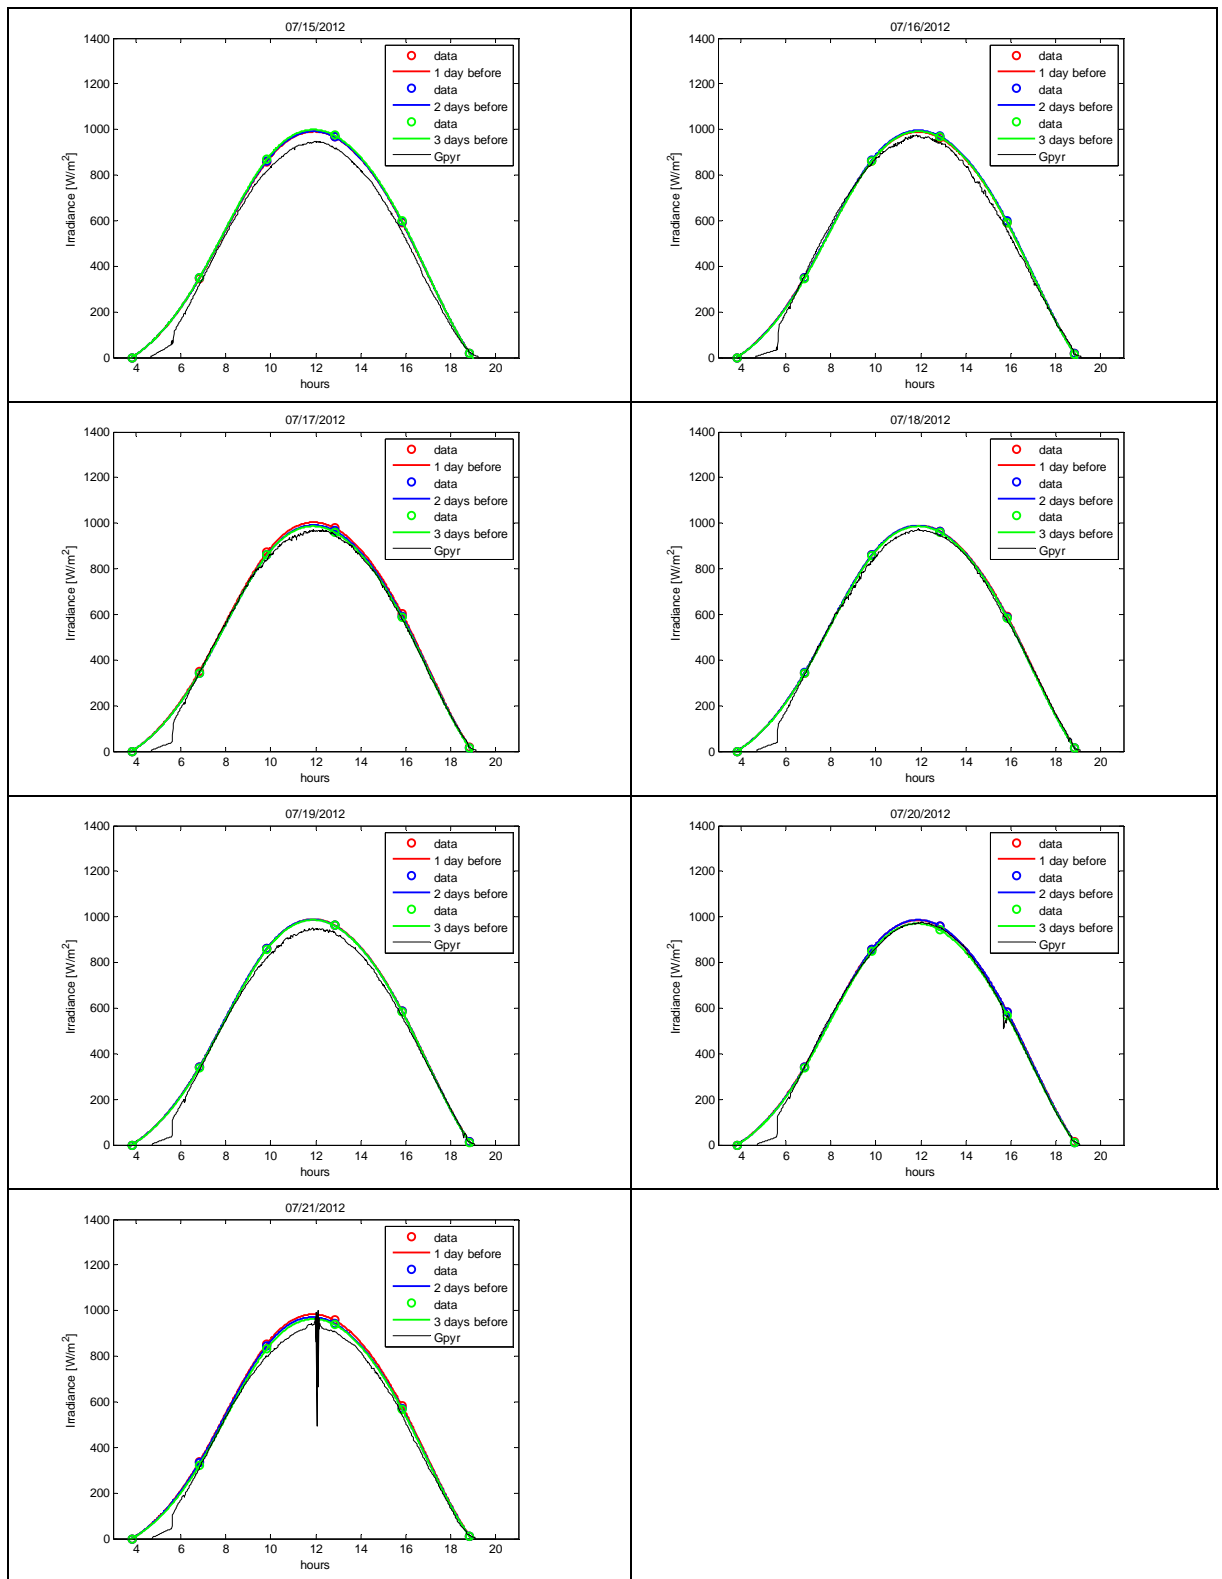 07/15/2012
1400
1200
1000
800
600
400
200
0
Irradiance [W/m²]
4 6 8 10 12 14 16 18 20
hours
data
1 day before
data
2 days before
data
3 days before
Gpyr
07/16/2012
1400
1200
1000
800
600
400
200
0
Irradiance [W/m²]
4 6 8 10 12 14 16 18 20
hours
data
1 day before
data
2 days before
data
3 days before
Gpyr
07/17/2012
1400
1200
1000
800
600
400
200
0
Irradiance [W/m²]
4 6 8 10 12 14 16 18 20
hours
data
1 day before
data
2 days before
data
3 days before
Gpyr
07/18/2012
1400
1200
1000
800
600
400
200
0
Irradiance [W/m²]
4 6 8 10 12 14 16 18 20
hours
data
1 day before
data
2 days before
data
3 days before
Gpyr
07/19/2012
1400
1200
1000
800
600
400
200
0
Irradiance [W/m²]
4 6 8 10 12 14 16 18 20
hours
data
1 day before
data
2 days before
data
3 days before
Gpyr
07/20/2012
1400
1200
1000
800
600
400
200
0
Irradiance [W/m²]
4 6 8 10 12 14 16 18 20
hours
data
1 day before
data
2 days before
data
3 days before
Gpyr
07/21/2012
1400
1200
1000
800
600
400
200
0
Irradiance [W/m²]
4 6 8 10 12 14 16 18 20
hours
data
1 day before
data
2 days before
data
3 days before
Gpyr